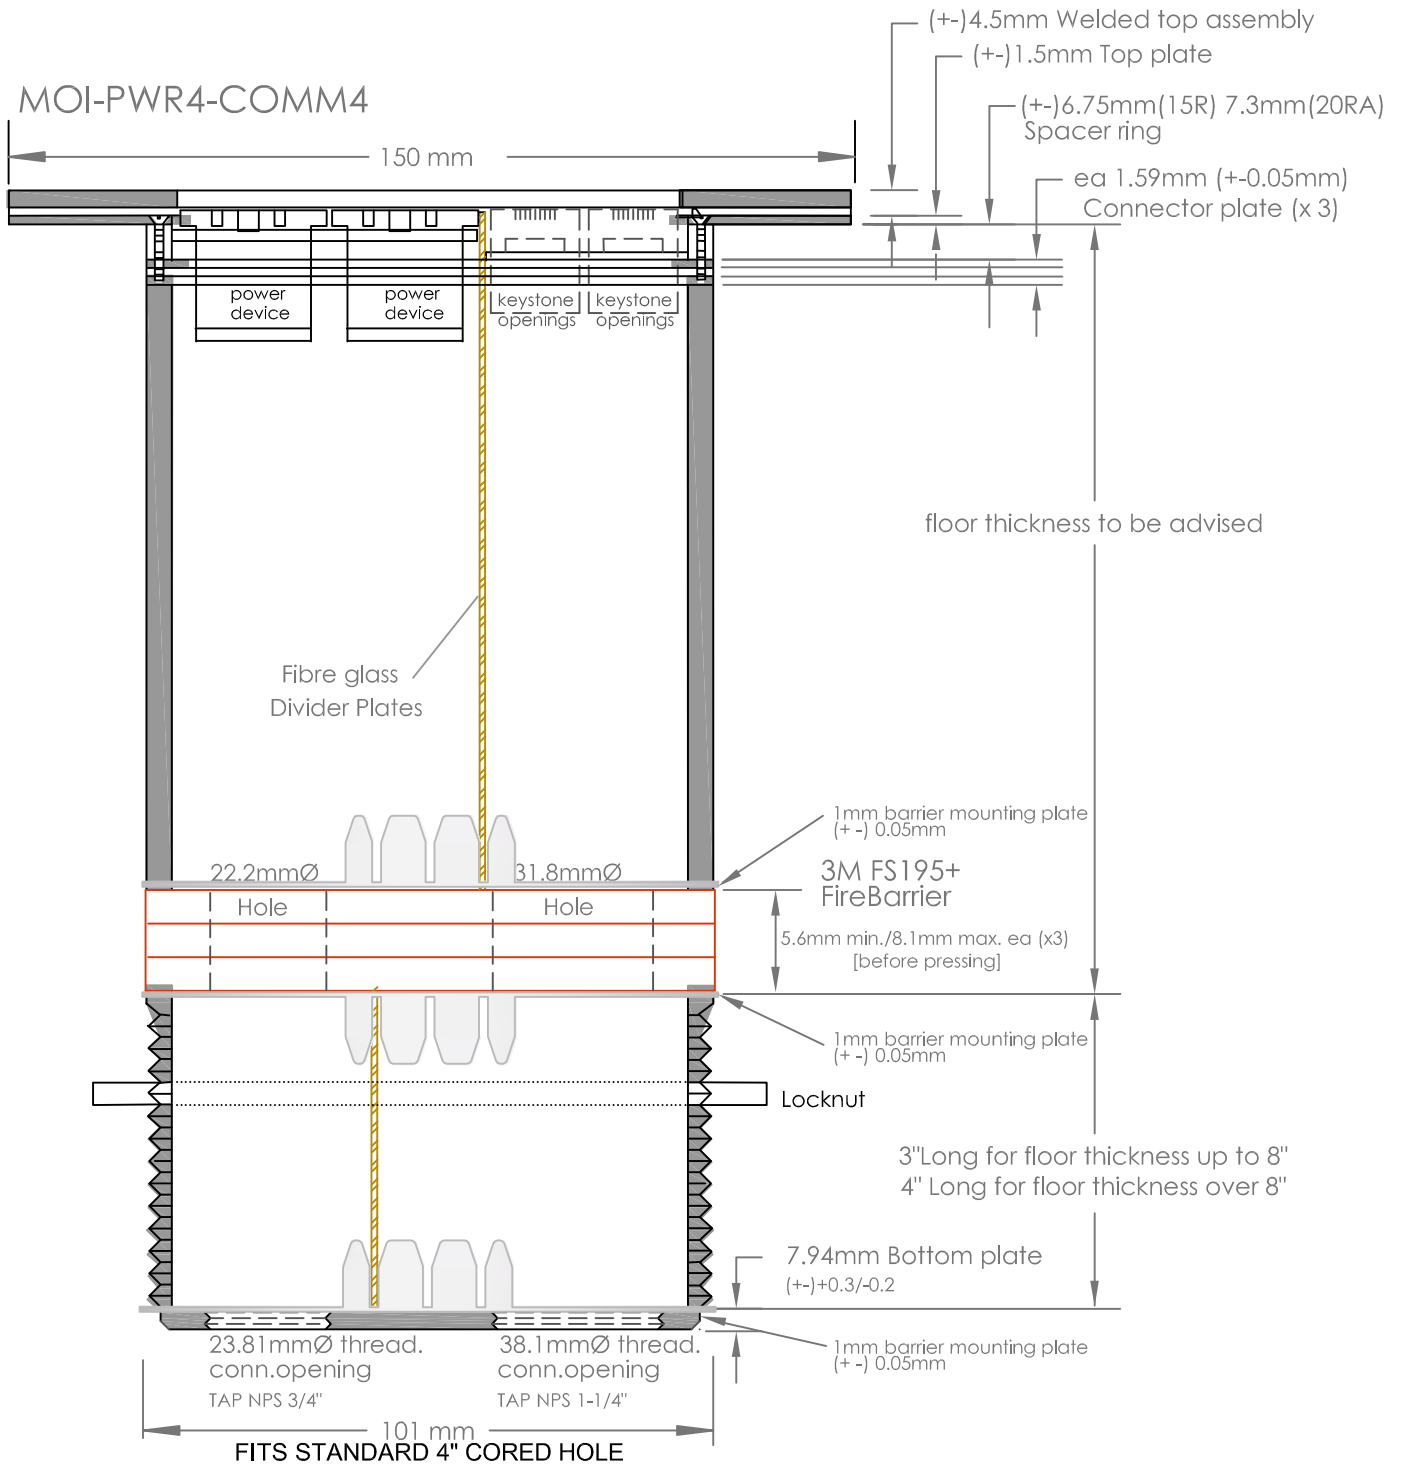 (+-)4.5mm Welded top assembly
(+-)1.5mm Top plate
MOI-PWR4-COMM4
(+-)6.75mm(15R) 7.3mm(20RA)
Spacer ring
150 mm
ea 1.59mm (+-0.05mm)
Connector plate (x 3)
power
device
power
device
keystone
openings
keystone
openings
floor thickness to be advised
Fibre glass
Divider Plates
1mm barrier mounting plate
(+ -) 0.05mm
22.2mmØ
Hole
31.8mmØ
Hole
3M FS195+
FireBarrier
5.6mm min./8.1mm max. ea (x3)
[before pressing]
1mm barrier mounting plate
(+ -) 0.05mm
Locknut
3"Long for floor thickness up to 8"
4" Long for floor thickness over 8"
7.94mm Bottom plate
(+-)+0.3/-0.2
23.81mmØ thread.
conn.opening
TAP NPS 3/4"
38.1mmØ thread.
conn.opening
TAP NPS 1-1/4"
1mm barrier mounting plate
(+ -) 0.05mm
101 mm
FITS STANDARD 4" CORED HOLE